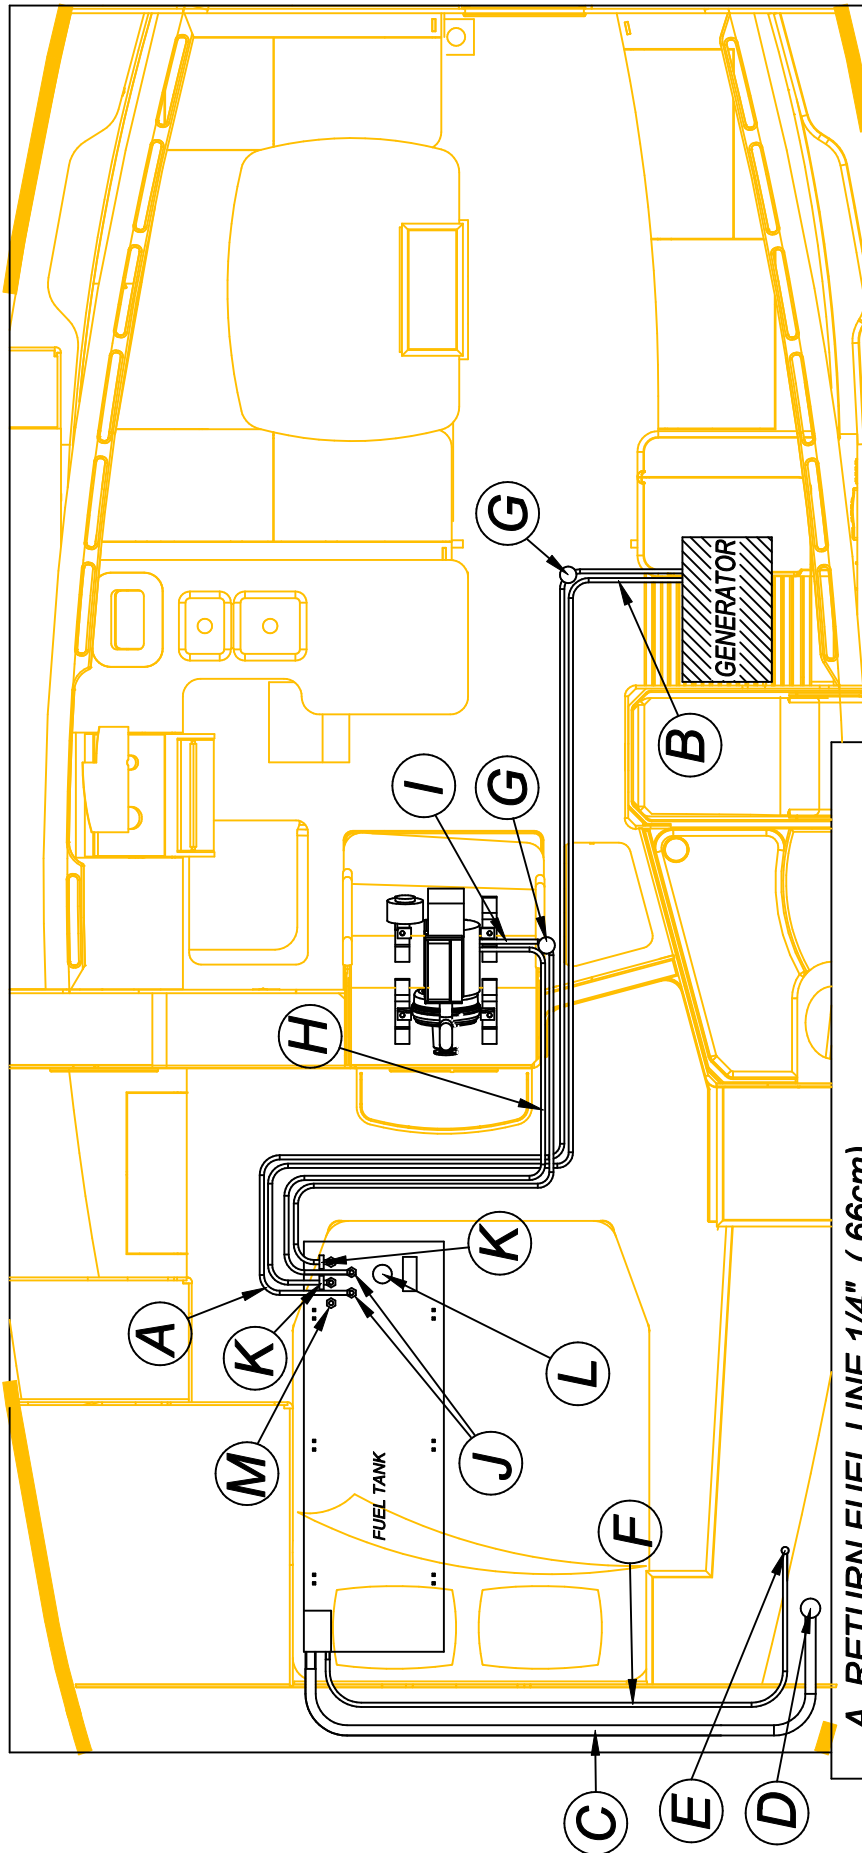 G
GENERATOR
B
I
G
H
A
K
K
M
L
J
FUEL TANK
F
C
E
D
A RETURN FUEL LINE 1/4" (.66cm)